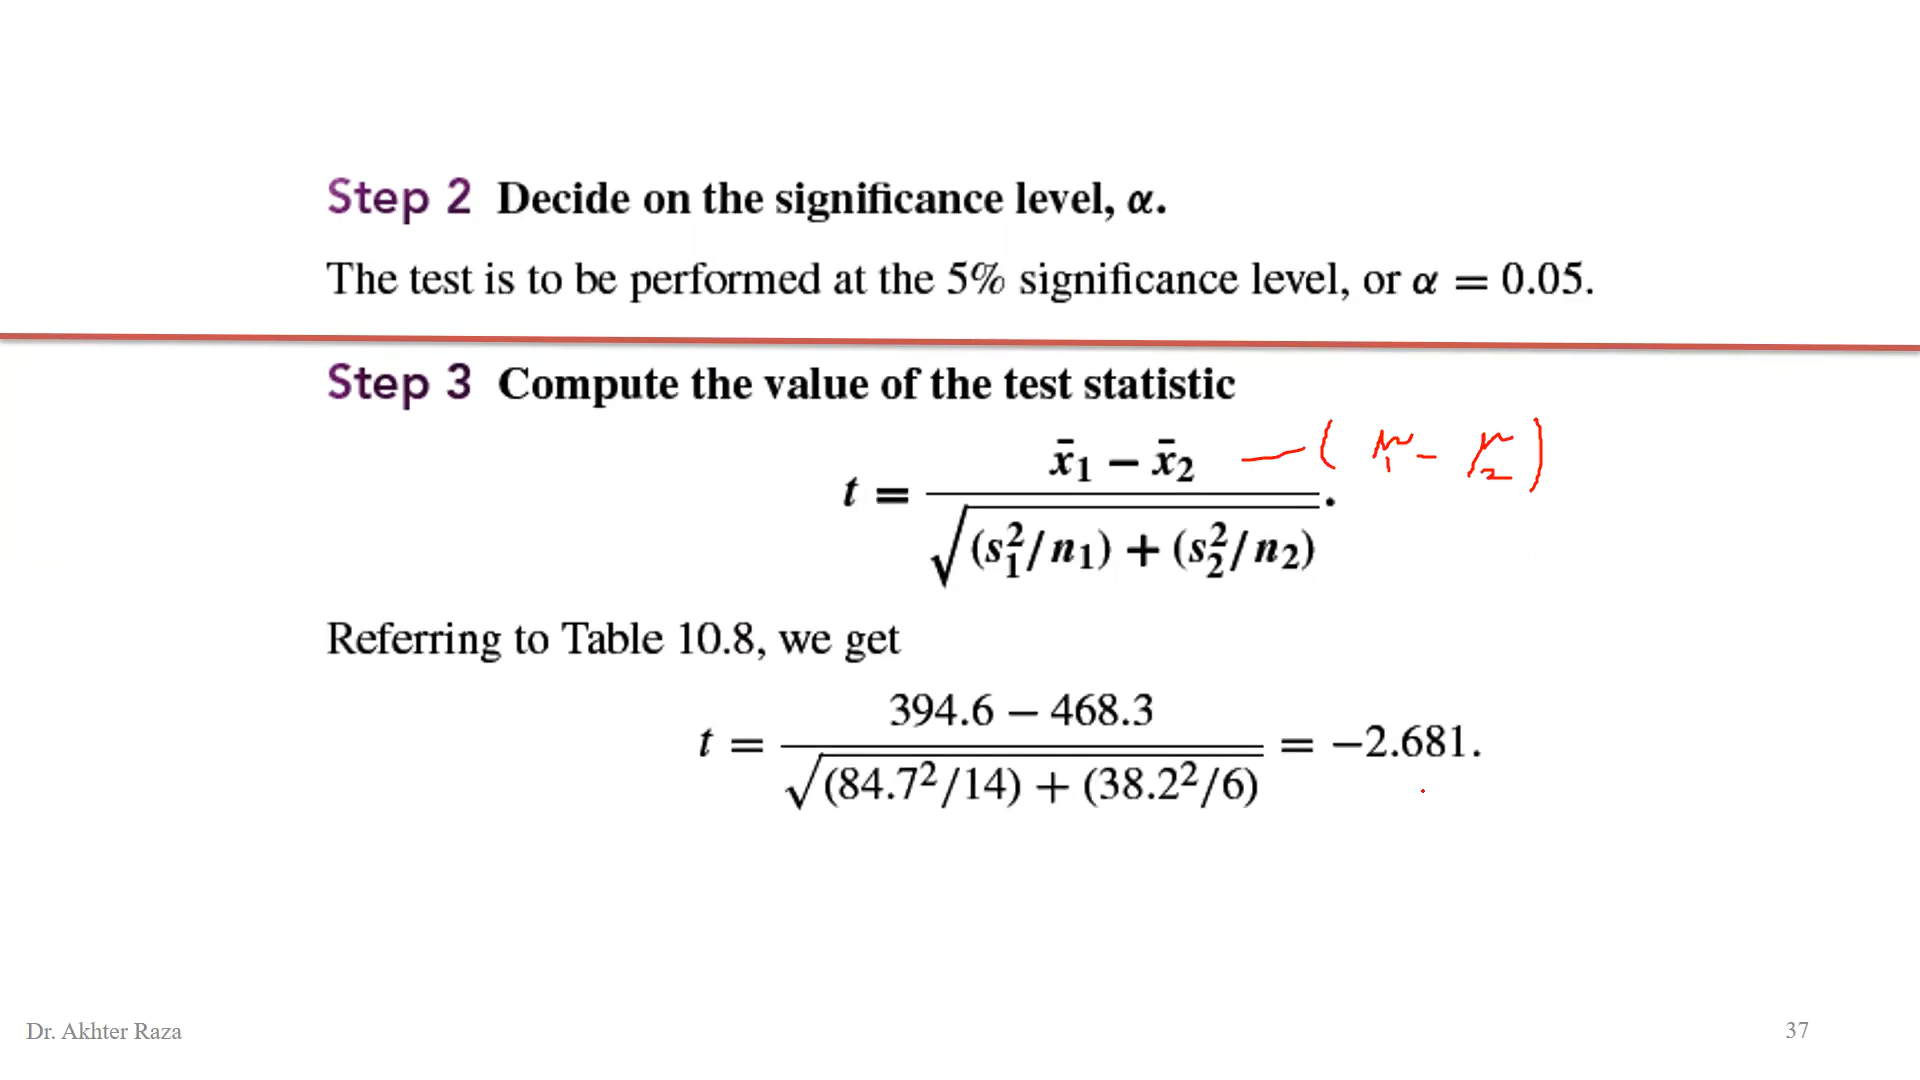 Step 2 Decide on the significance level, α.
The test is to be performed at the 5% significance level, or α = 0.05.
Step 3 Compute the value of the test statistic
t = (x̄₁ − x̄₂) / √((s₁²/n₁) + (s₂²/n₂)). — (μ₁ − μ₂)
Referring to Table 10.8, we get
t = (394.6 − 468.3) / √((84.7²/14) + (38.2²/6)) = −2.681.
Dr. Akhter Raza
37